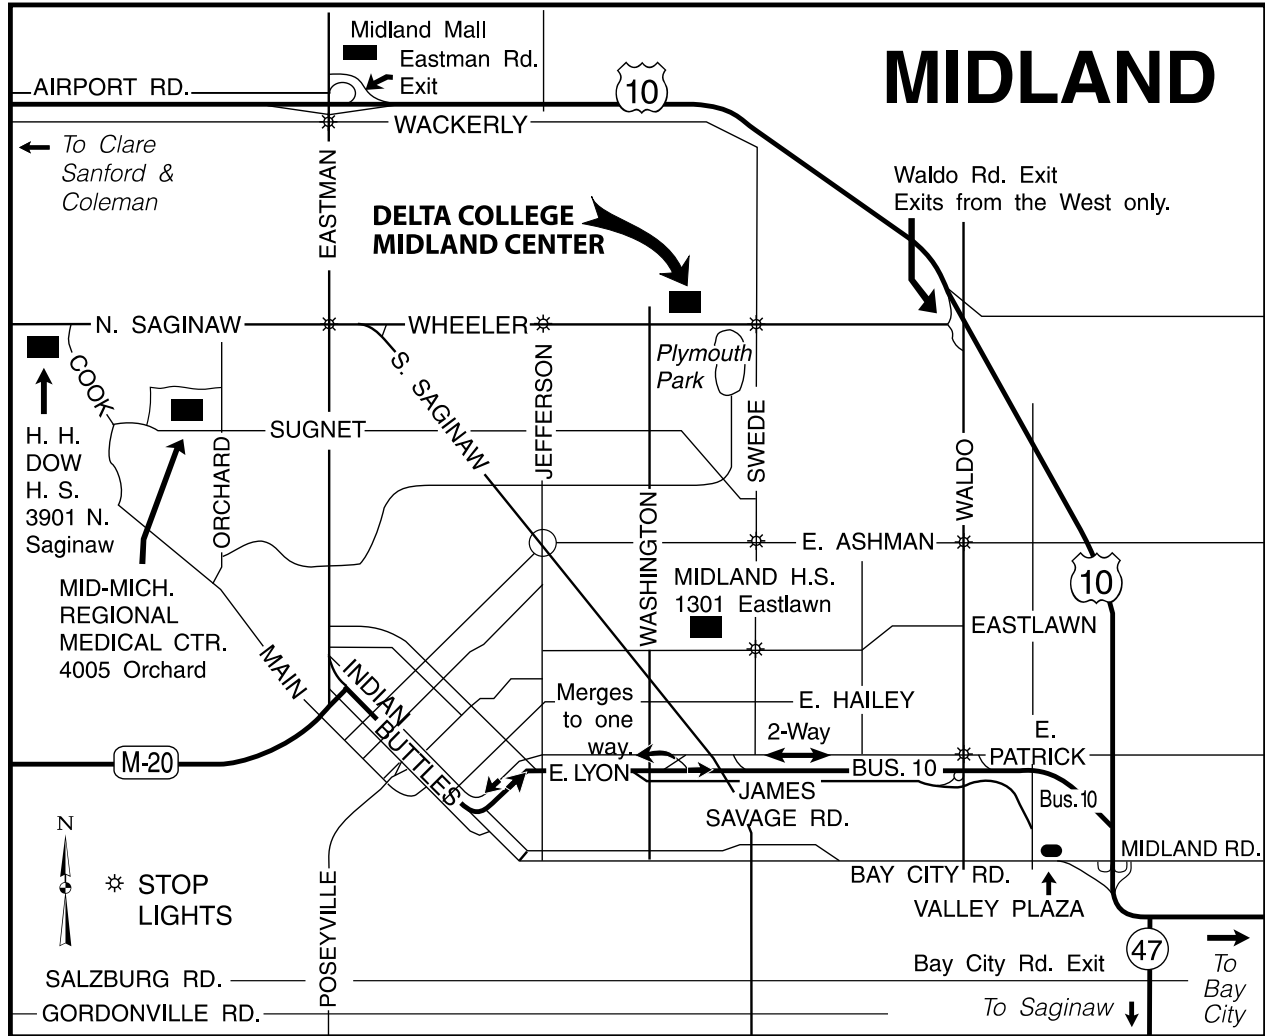 Midland Mall
Eastman Rd.
Exit
MIDLAND
10
AIRPORT RD.
WACKERLY
To Clare
Sanford &
Coleman
EASTMAN
Waldo Rd. Exit
Exits from the West only.
DELTA COLLEGE
MIDLAND CENTER
N. SAGINAW
WHEELER
COOK
S. SAGINAW
JEFFERSON
Plymouth
Park
SWEDE
WALDO
H. H.
DOW
H. S.
3901 N.
Saginaw
SUGNET
ORCHARD
WASHINGTON
E. ASHMAN
10
MIDLAND H.S.
1301 Eastlawn
MID-MICH.
REGIONAL
MEDICAL CTR.
4005 Orchard
EASTLAWN
MAIN
INDIAN
BUTTLES
Merges
to one
way.
E. HAILEY
2-Way
E.
PATRICK
M-20
E. LYON
BUS. 10
Bus. 10
JAMES
SAVAGE RD.
N
STOP
LIGHTS
POSEYVILLE
MIDLAND RD.
BAY CITY RD.
VALLEY PLAZA
47
Bay City Rd. Exit
To
Bay
City
SALZBURG RD.
To Saginaw
GORDONVILLE RD.